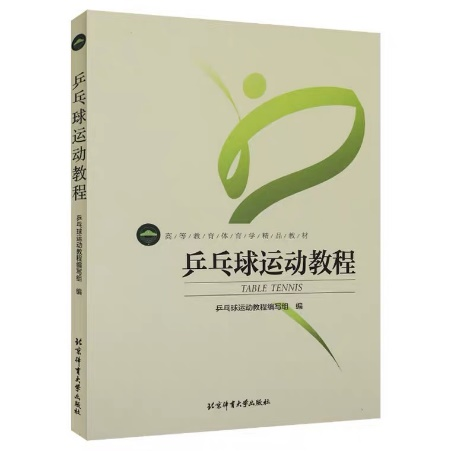 乒乓球运动教程
乒乓球运动教程编写组 编
北京体育大学出版社
高/等/教/育/体/育/学/精/品/教/材
乒乓球运动教程
TABLE TENNIS
乒乓球运动教程编写组 编
北京体育大学出版社